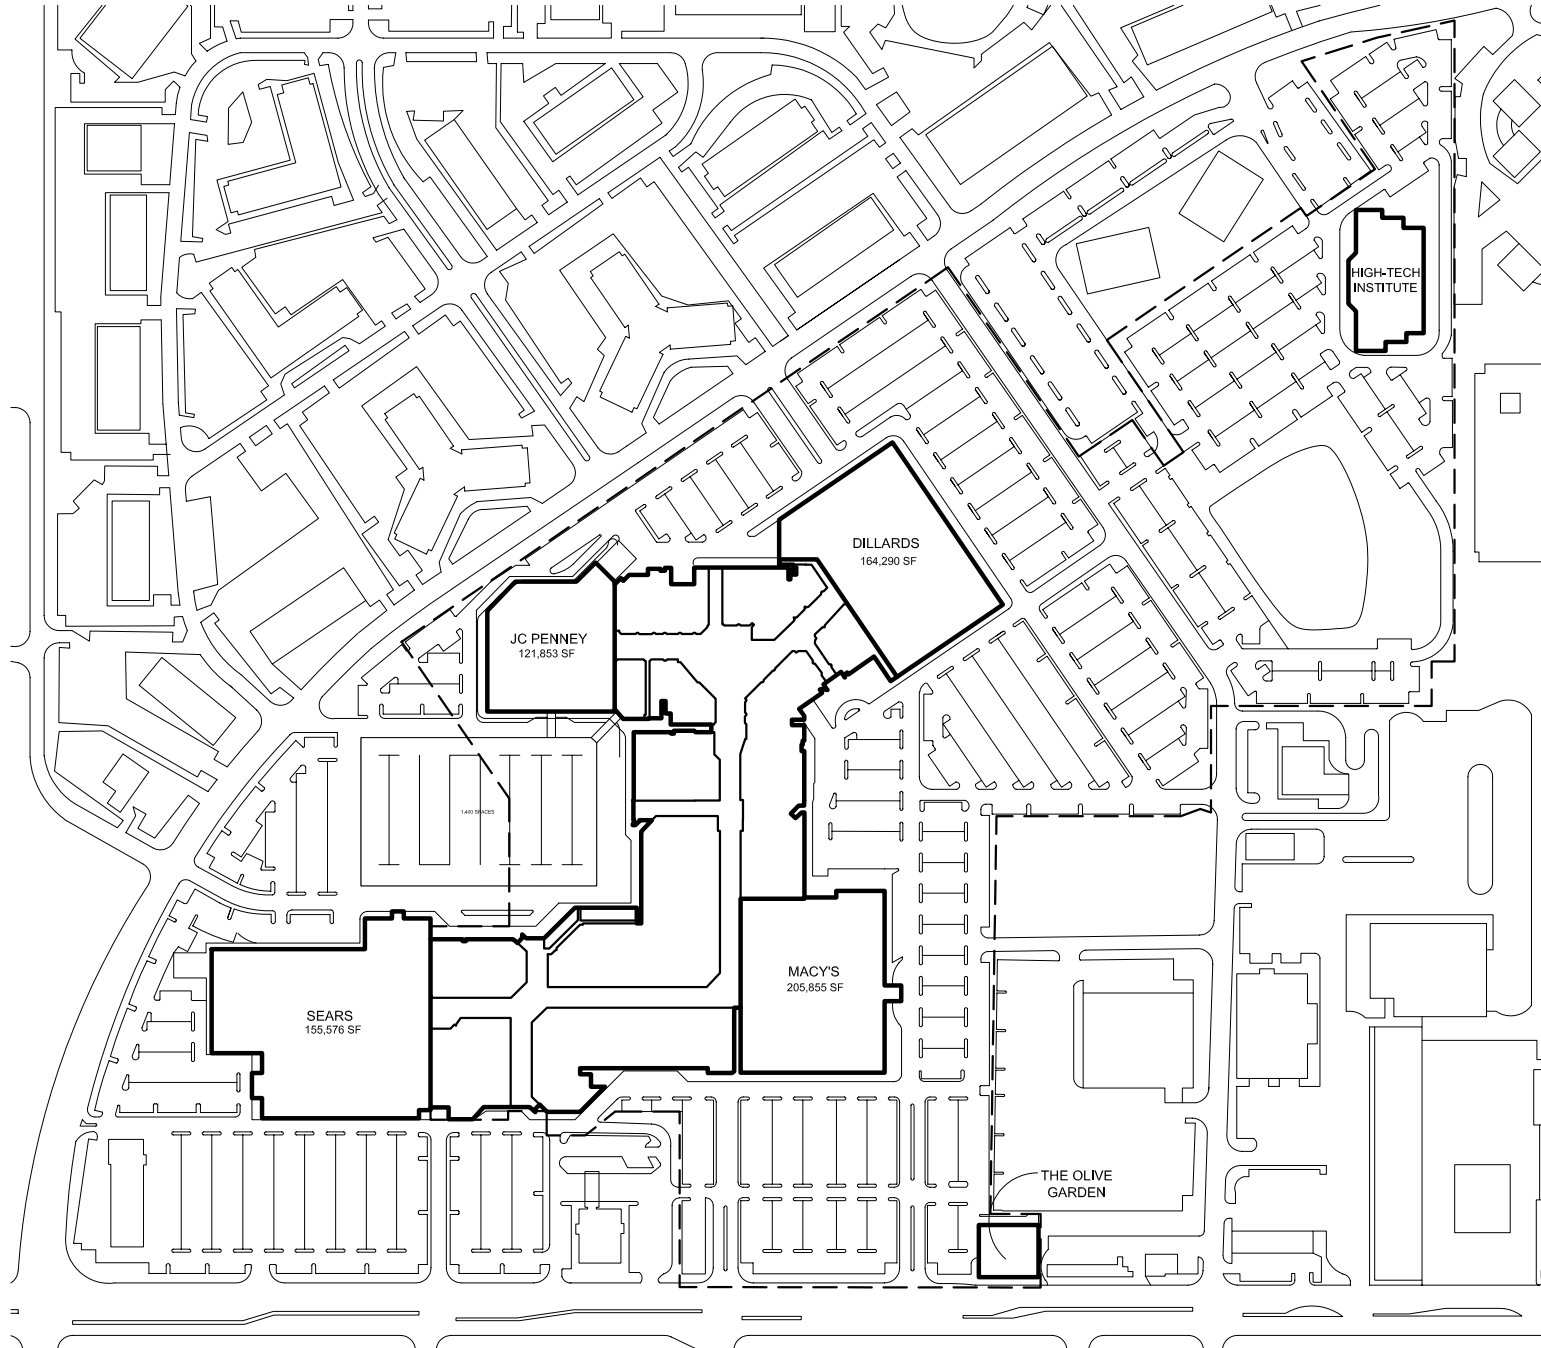 HIGH-TECH
INSTITUTE
DILLARDS
164,290 SF
JC PENNEY
121,853 SF
1,400 SPACES
MACY'S
205,855 SF
SEARS
155,576 SF
THE OLIVE
GARDEN